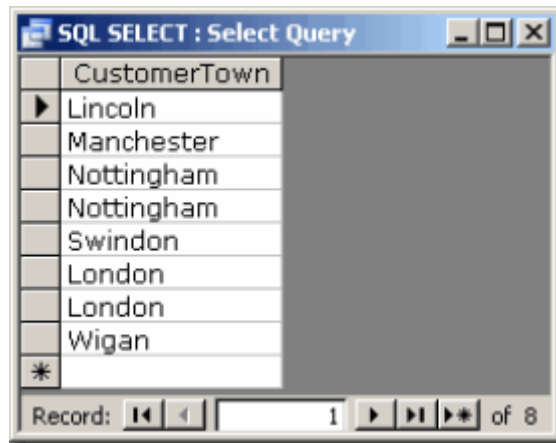 SQL SELECT : Select Query
CustomerTown
Lincoln
Manchester
Nottingham
Nottingham
Swindon
London
London
Wigan
Record: 1 of 8